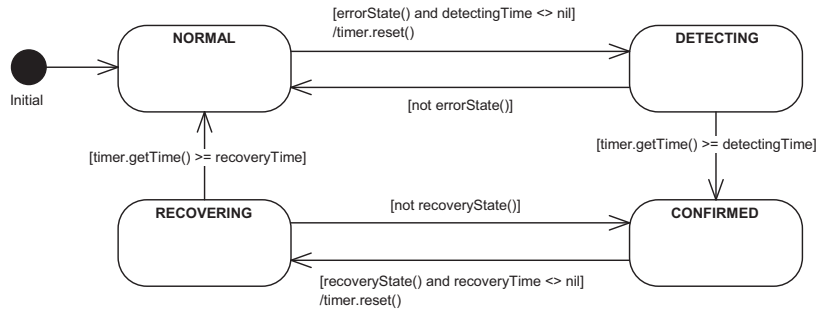 [errorState() and detectingTime <> nil]
/timer.reset()
NORMAL
DETECTING
Initial
[not errorState()]
[timer.getTime() >= recoveryTime]
[timer.getTime() >= detectingTime]
RECOVERING
[not recoveryState()]
CONFIRMED
[recoveryState() and recoveryTime <> nil]
/timer.reset()